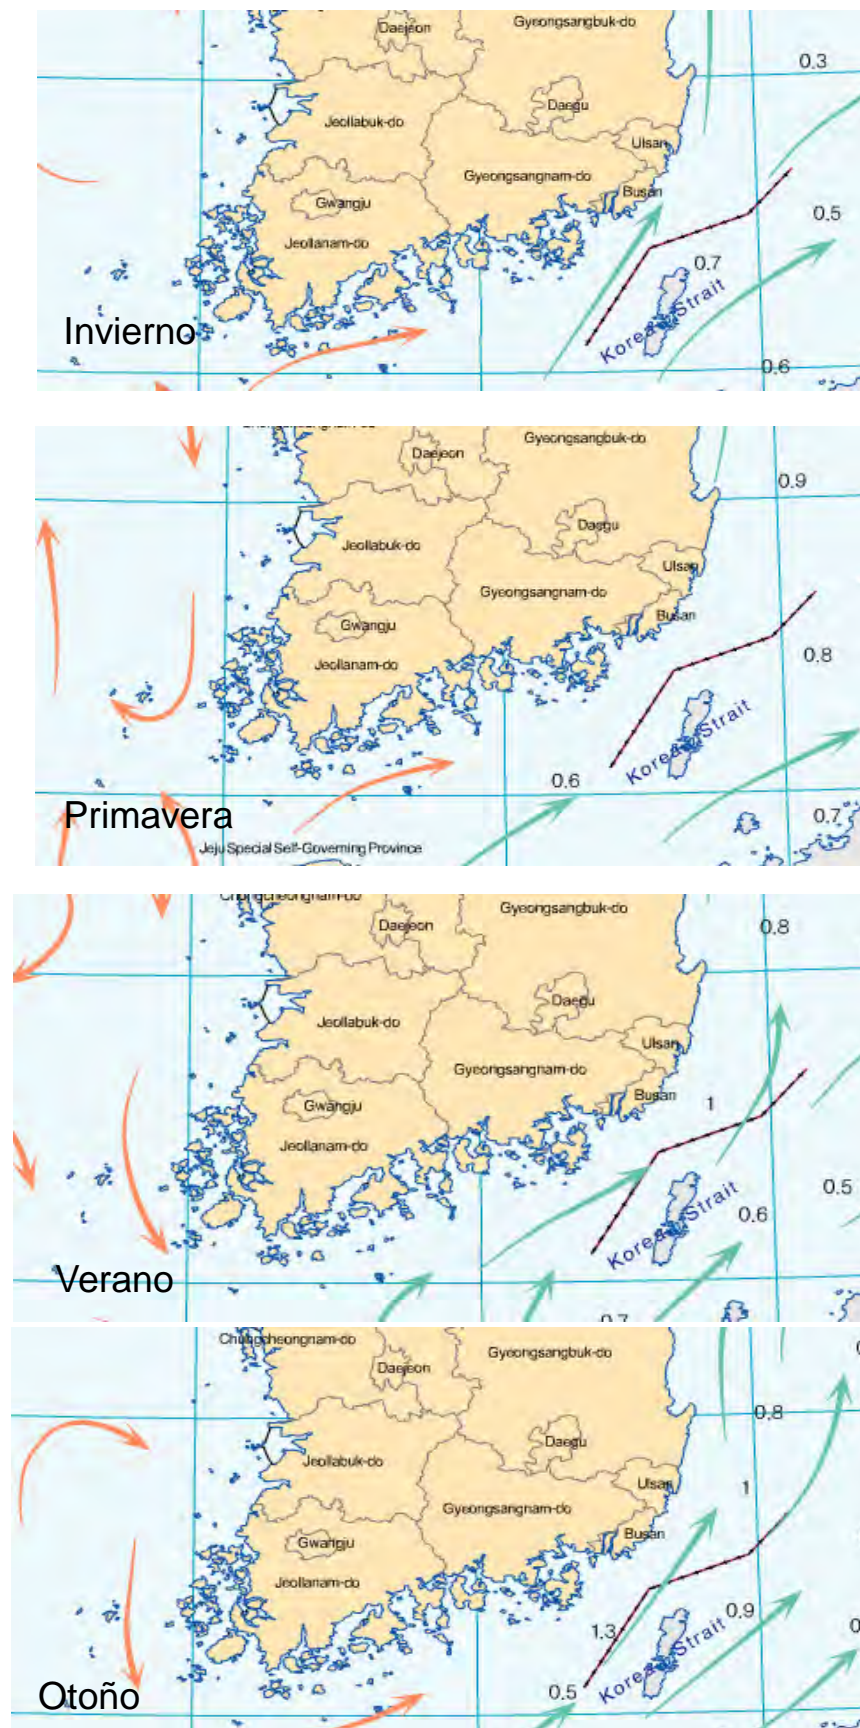 Gyeongsangbuk-do
Daejeon
0.3
Daegu
Jeollabuk-do
Ulsan
Gyeongsangnam-do
Busan
Gwangju
0.5
Jeollanam-do
0.7
Korea Strait
Invierno
0.6
Gyeongsangbuk-do
Daejeon
0.9
Daegu
Jeollabuk-do
Ulsan
Gyeongsangnam-do
Busan
Gwangju
Jeollanam-do
0.8
Korea Strait
0.6
Primavera
0.7
Jeju Special Self-Governing Province
Chungcheongnam-do
Gyeongsangbuk-do
Daejeon
0.8
Daegu
Jeollabuk-do
Ulsan
Gyeongsangnam-do
Busan
1
Gwangju
Jeollanam-do
0.5
0.6
Korea Strait
Verano
0.7
Chungcheongnam-do
Gyeongsangbuk-do
Daejeon
0.8
Daegu
Jeollabuk-do
Ulsan
1
Gyeongsangnam-do
Busan
Gwangju
Jeollanam-do
0.9
1.3
Korea Strait
0.5
Otoño